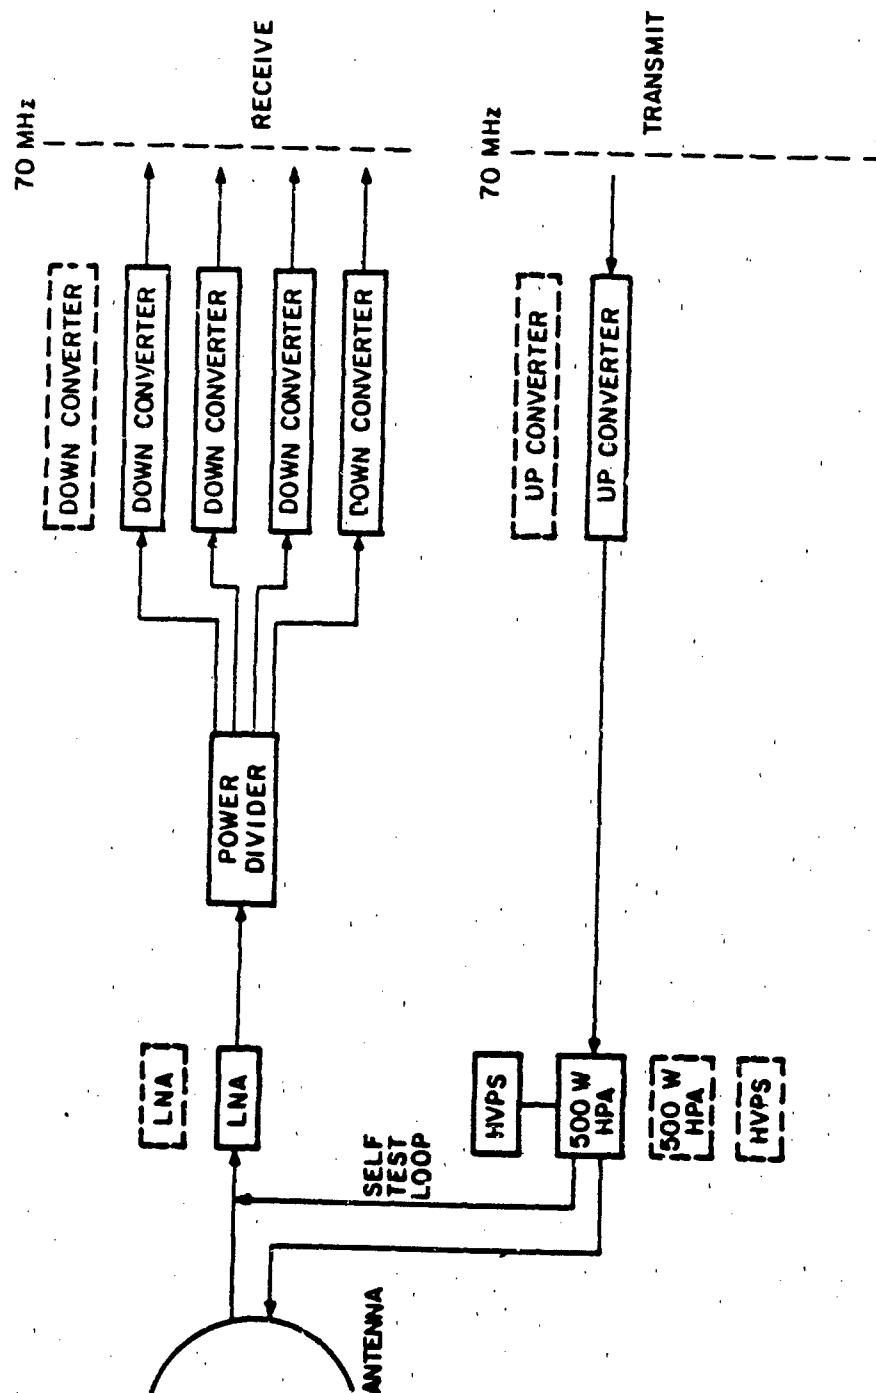 70 MHz
RECEIVE
DOWN CONVERTER
DOWN CONVERTER
DOWN CONVERTER
DOWN CONVERTER
DOWN CONVERTER
POWER
DIVIDER
LNA
LNA
SELF
TEST
LOOP
ANTENNA
70 MHz
TRANSMIT
UP CONVERTER
UP CONVERTER
HVPS
500 W
HPA
500 W
HPA
HVPS